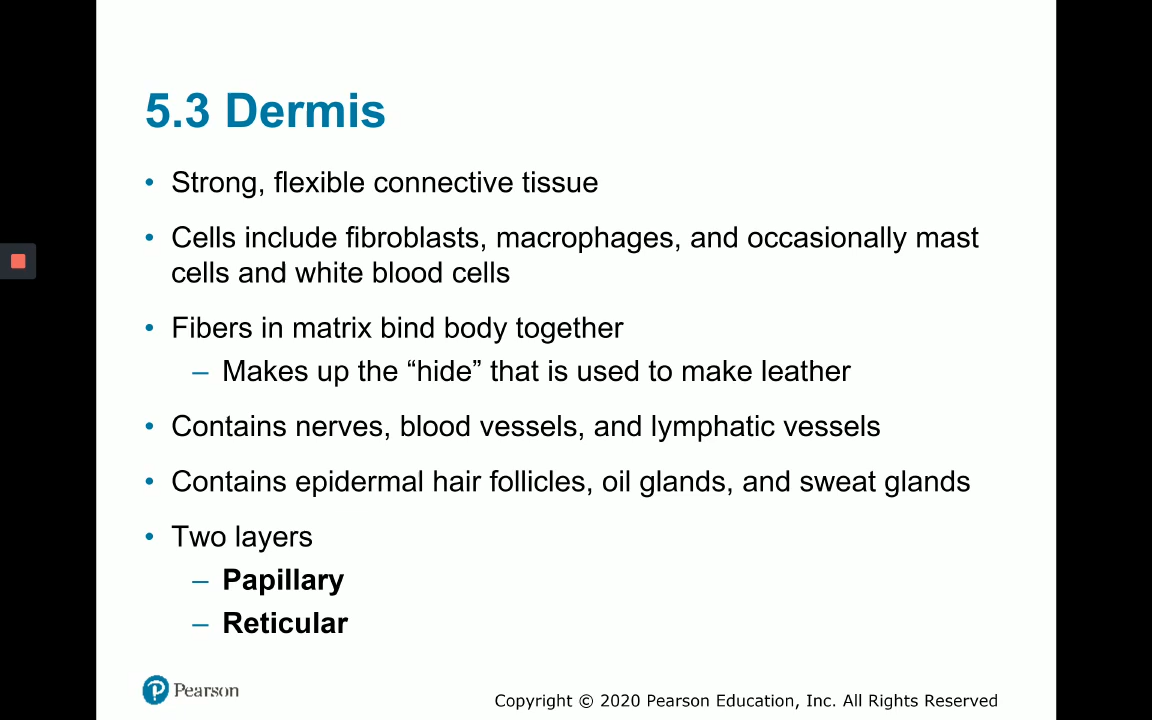 5.3 Dermis
• Strong, flexible connective tissue
• Cells include fibroblasts, macrophages, and occasionally mast
cells and white blood cells
• Fibers in matrix bind body together
– Makes up the “hide” that is used to make leather
• Contains nerves, blood vessels, and lymphatic vessels
• Contains epidermal hair follicles, oil glands, and sweat glands
• Two layers
– Papillary
– Reticular
Pearson
Copyright © 2020 Pearson Education, Inc. All Rights Reserved